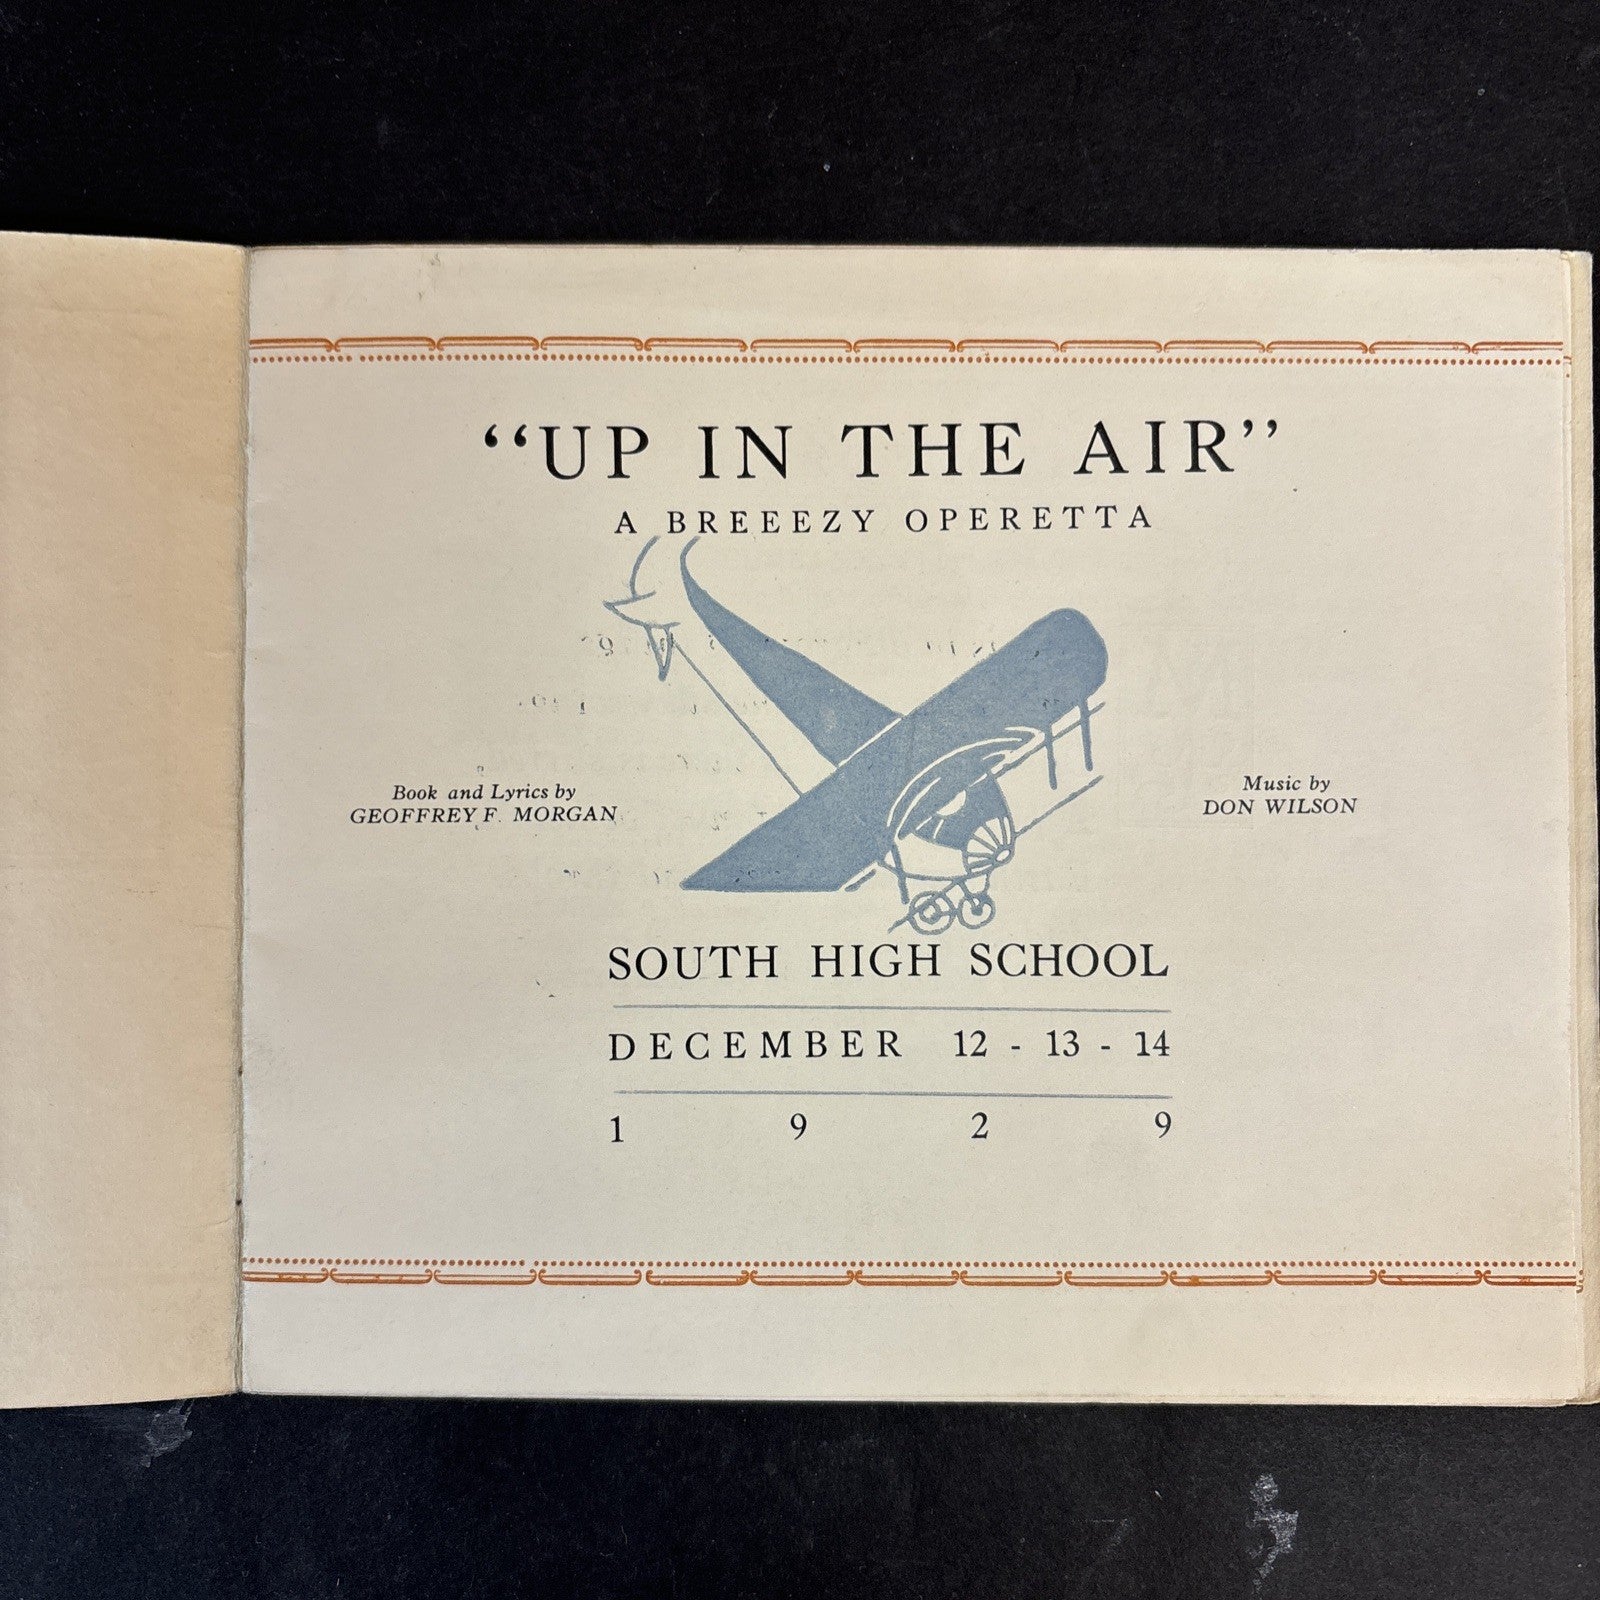 “UP IN THE AIR”
A BREEEZY OPERETTA
Book and Lyrics by
GEOFFREY F. MORGAN
Music by
DON WILSON
SOUTH HIGH SCHOOL
DECEMBER 12 - 13 - 14
1 9 2 9